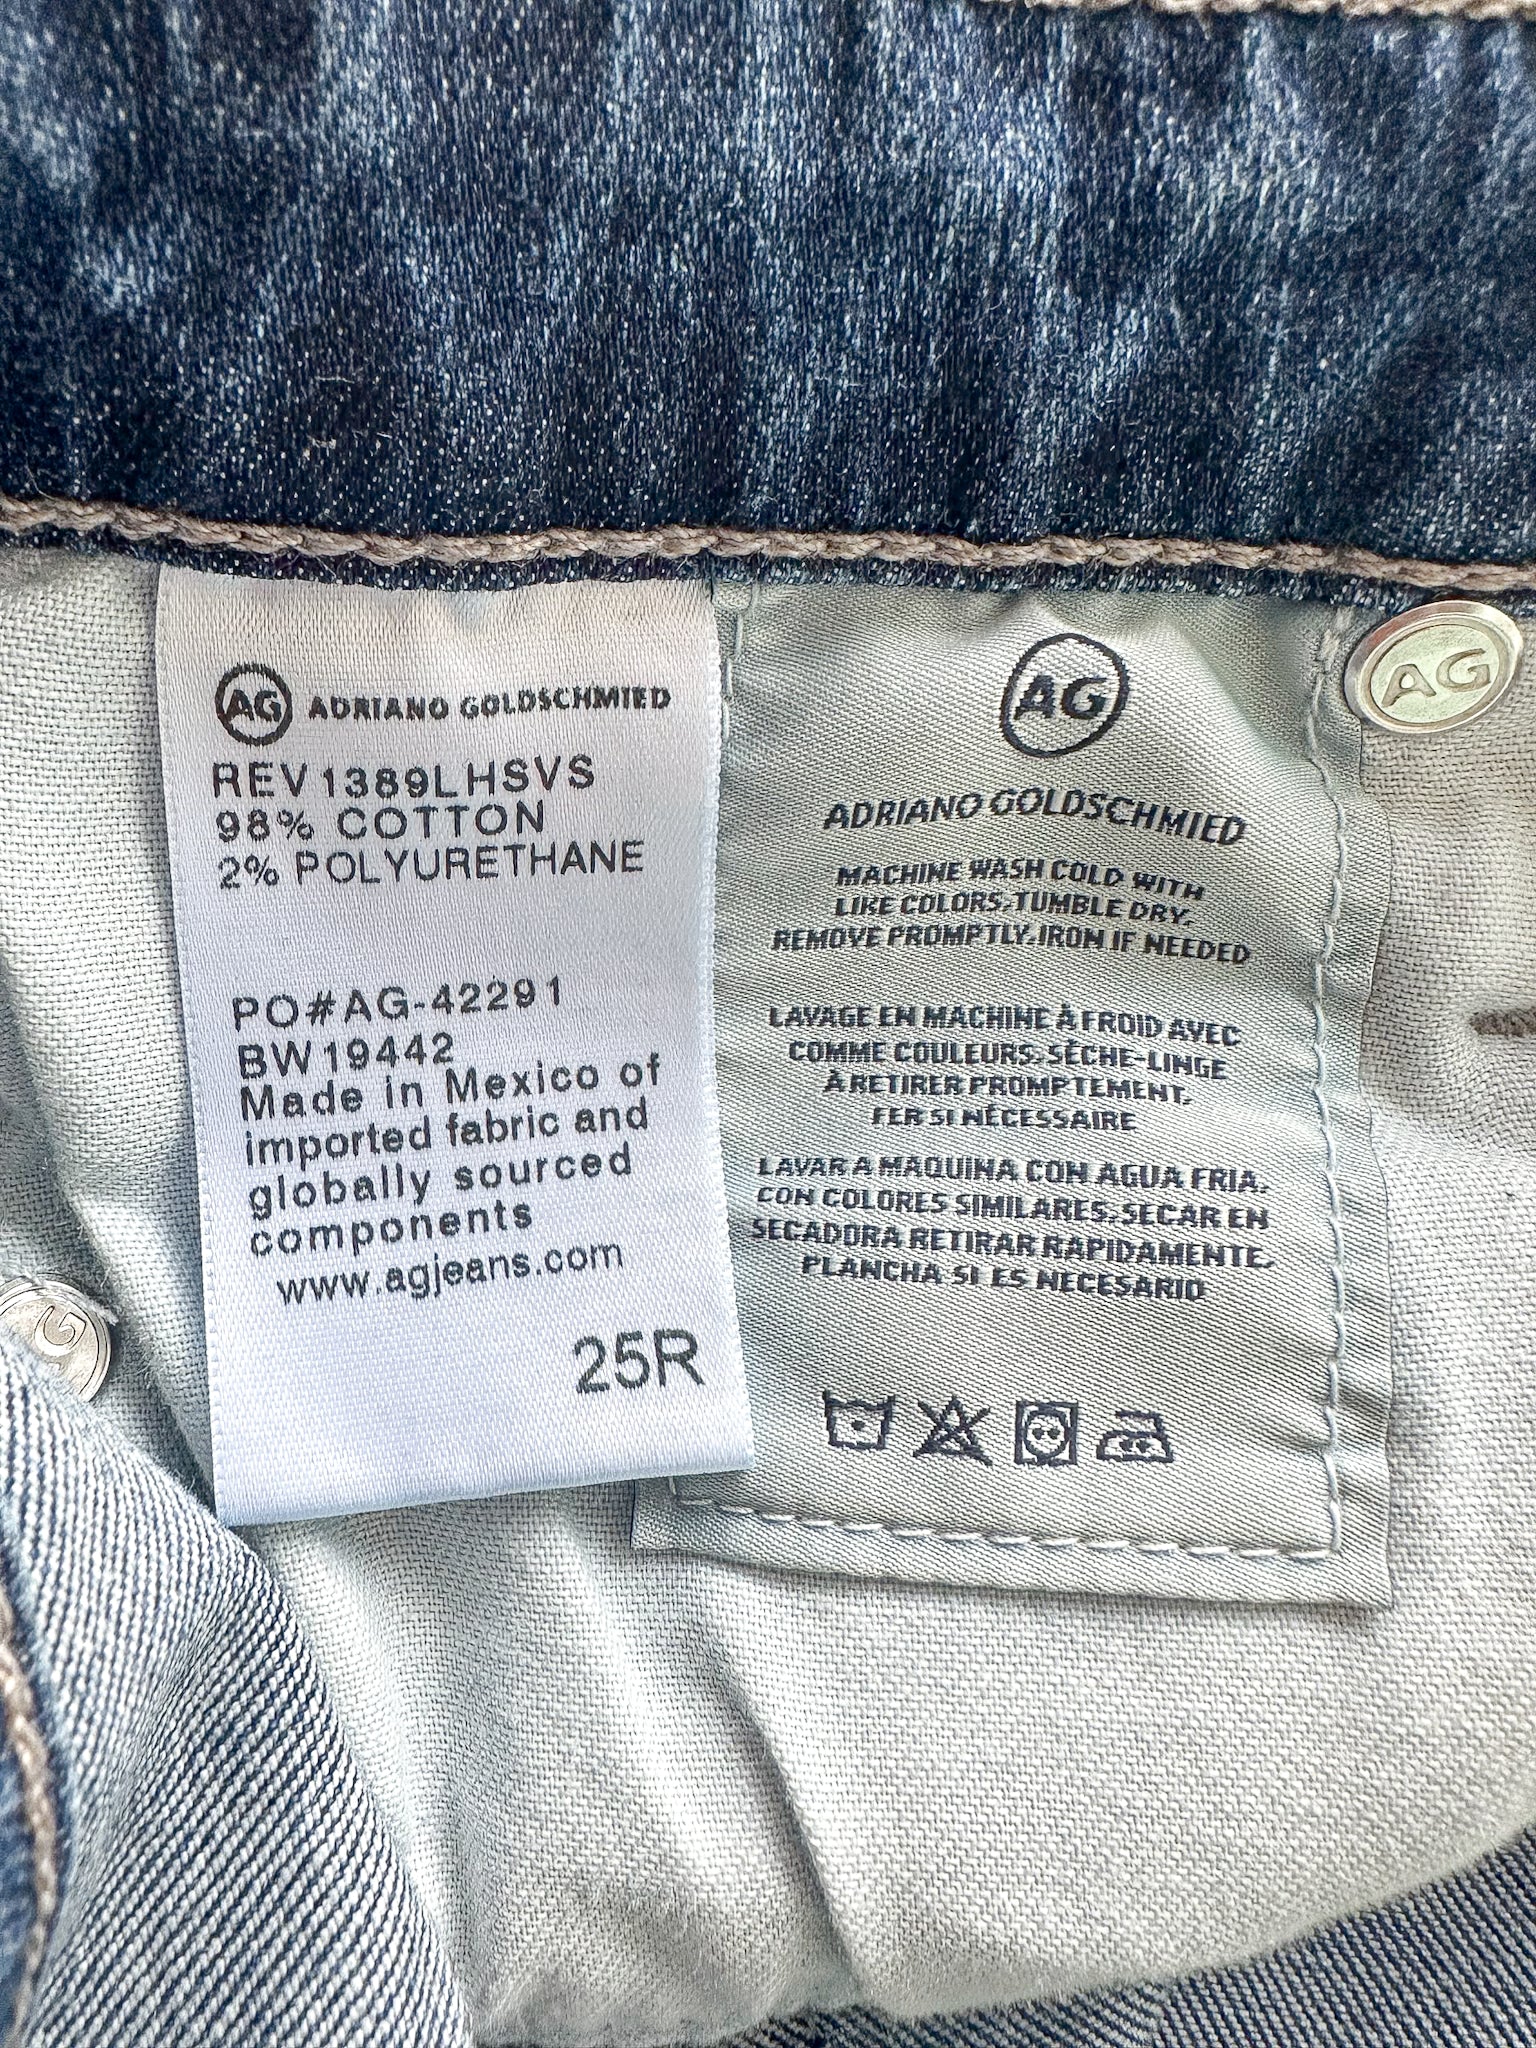 AG ADRIANO GOLDSCHMIED
REV1389LHSVS
98% COTTON
2% POLYURETHANE
PO#AG-42291
BW19442
Made in Mexico of
imported fabric and
globally sourced
components
www.agjeans.com
25R
AG
ADRIANO GOLDSCHMIED
MACHINE WASH COLD WITH
LIKE COLORS,TUMBLE DRY,
REMOVE PROMPTLY,IRON IF NEEDED
LAVAGE EN MACHINE À FROID AVEC
COMME COULEURS, SÈCHE-LINGE
À RETIRER PROMPTEMENT,
FER SI NÉCESSAIRE
LAVAR A MAQUINA CON AGUA FRIA,
CON COLORES SIMILARES,SECAR EN
SECADORA RETIRAR RAPIDAMENTE,
PLANCHA SI ES NECESARIO
AG
G